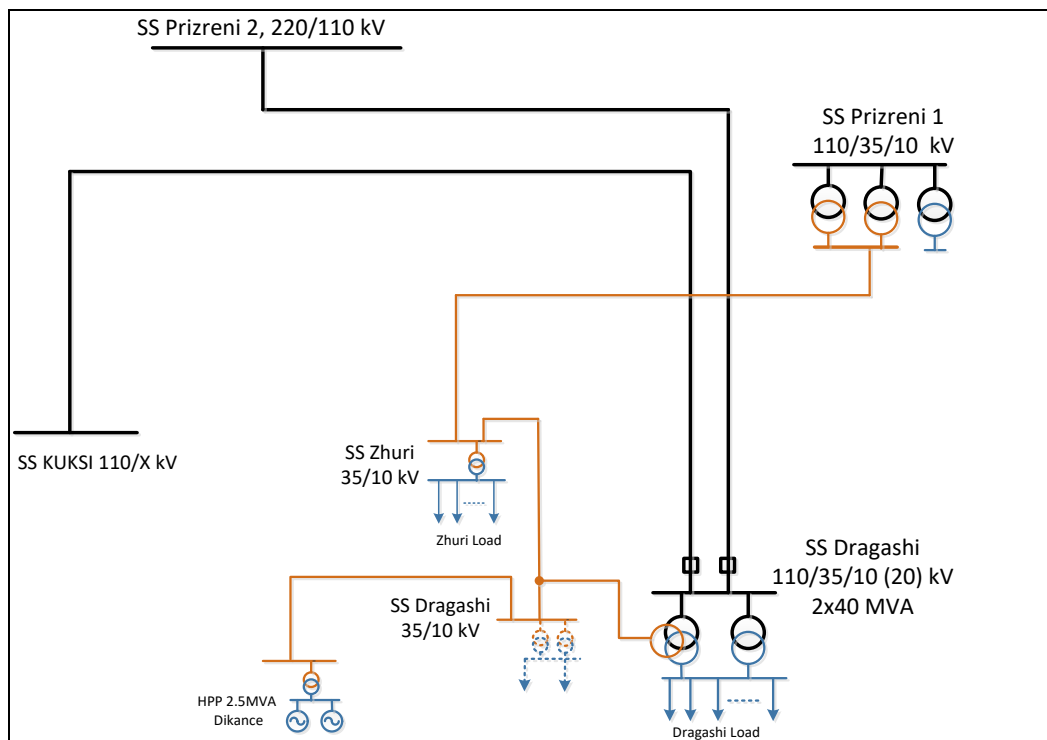 SS Prizreni 2, 220/110 kV
SS Prizreni 1
110/35/10 kV
SS KUKSI 110/X kV
SS Zhuri
35/10 kV
Zhuri Load
SS Dragashi
110/35/10 (20) kV
2x40 MVA
SS Dragashi
35/10 kV
HPP 2.5MVA
Dikance
Dragashi Load